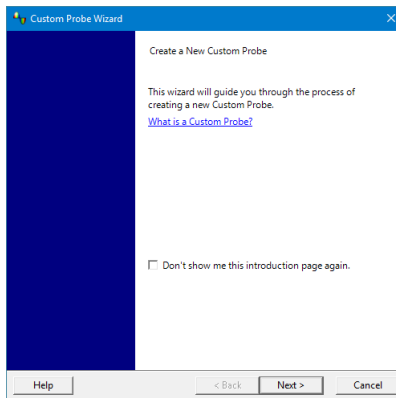 Custom Probe Wizard
Create a New Custom Probe
This wizard will guide you through the process of
creating a new Custom Probe.
What is a Custom Probe?
Don't show me this introduction page again.
Help
< Back
Next >
Cancel